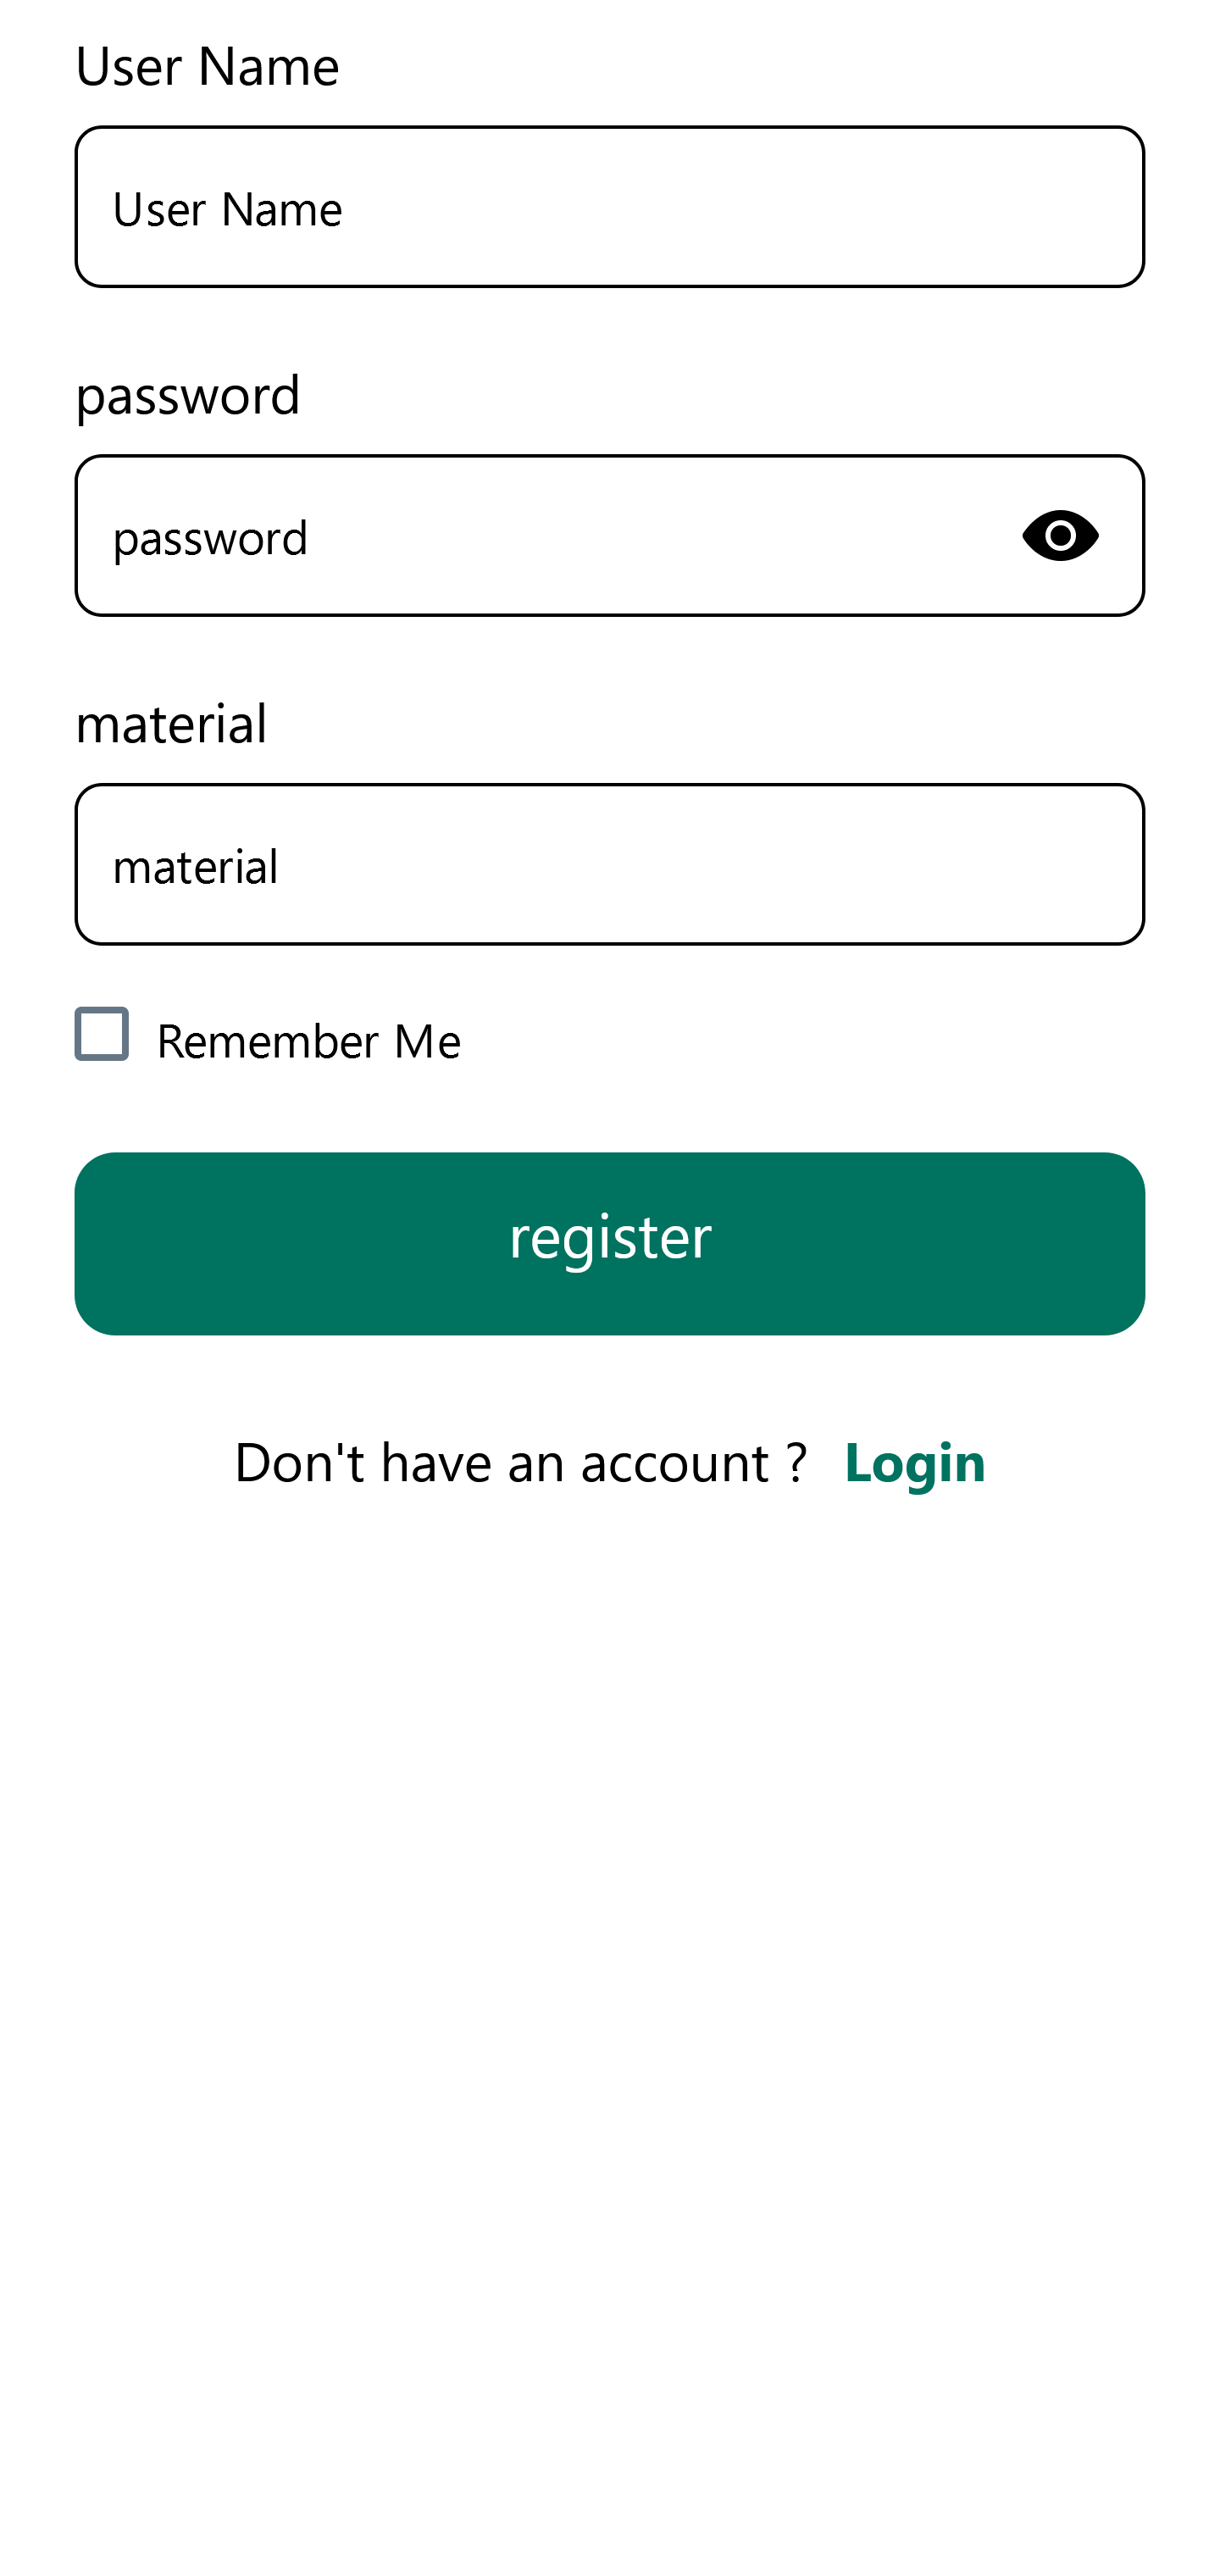 User Name
User Name
password
password
material
material
Remember Me
register
Don't have an account ? Login